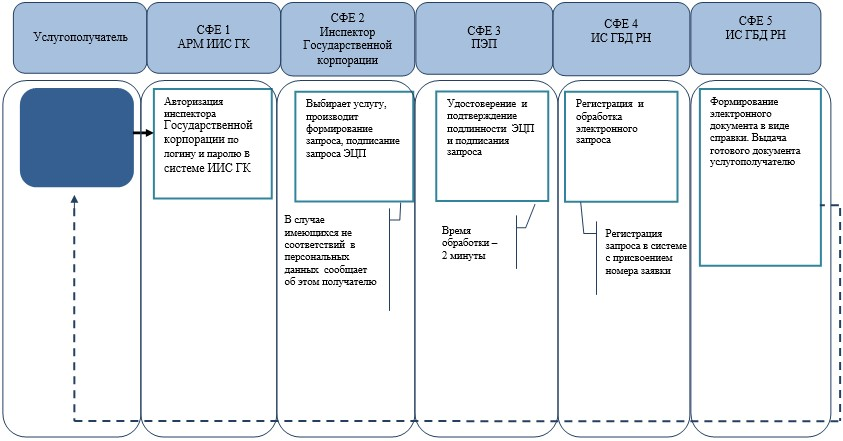 Услугополучатель
СФЕ 1
АРМ ИИС ГК
СФЕ 2
Инспектор
Государственной
корпорации
СФЕ 3
ПЭП
СФЕ 4
ИС ГБД РН
СФЕ 5
ИС ГБД РН
Авторизация
инспектора
Государственной
корпорации по
логину и паролю в
системе ИИС ГК
Выбирает услугу,
производит
формирование
запроса, подписание
запроса ЭЦП
Удостоверение и
подтверждение
подлинности ЭЦП
и подписания
запроса
Регистрация и
обработка
электронного
запроса
Формирование
электронного
документа в виде
справки. Выдача
готового документа
услугополучателю
В случае
имеющихся не
соответствий в
персональных
данных сообщает
об этом получателю
Время
обработки –
2 минуты
Регистрация
запроса в системе
с присвоением
номера заявки